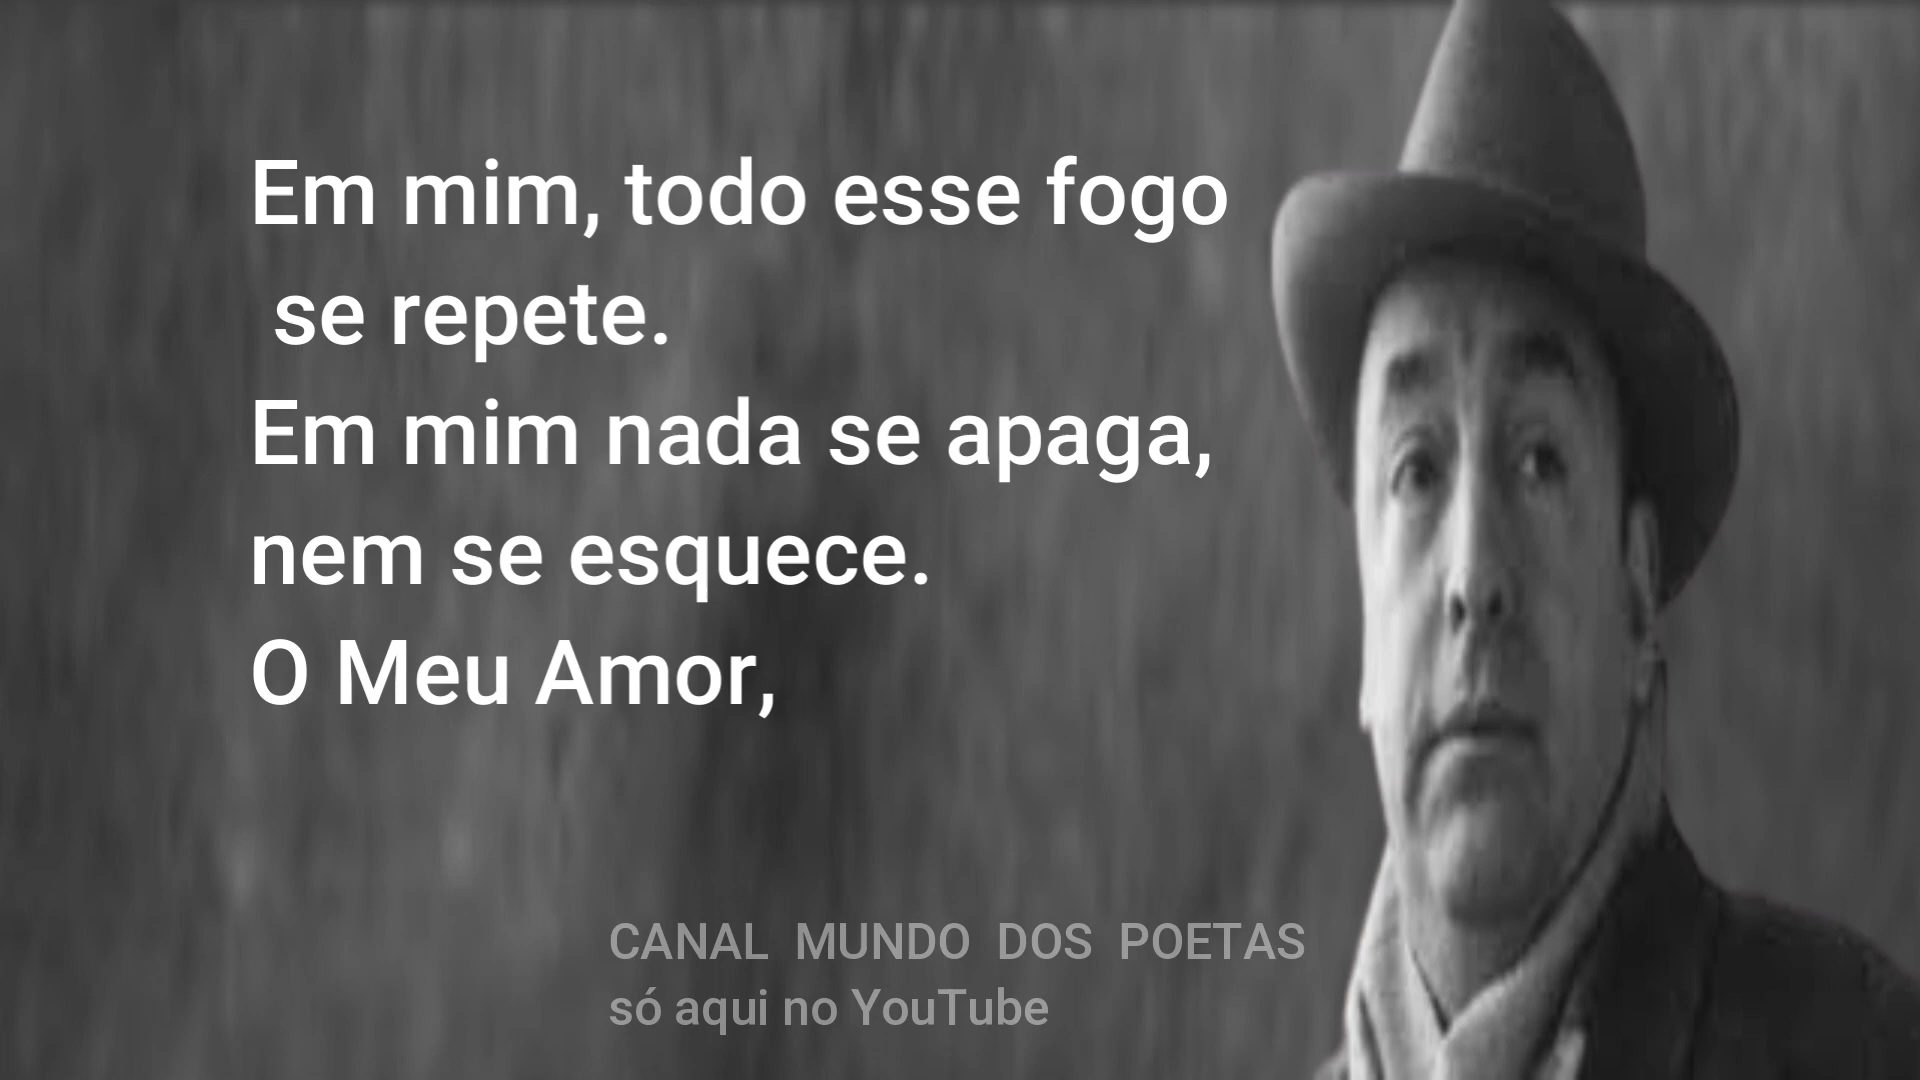 Em mim, todo esse fogo
se repete.
Em mim nada se apaga,
nem se esquece.
O Meu Amor,
CANAL MUNDO DOS POETAS
só aqui no YouTube